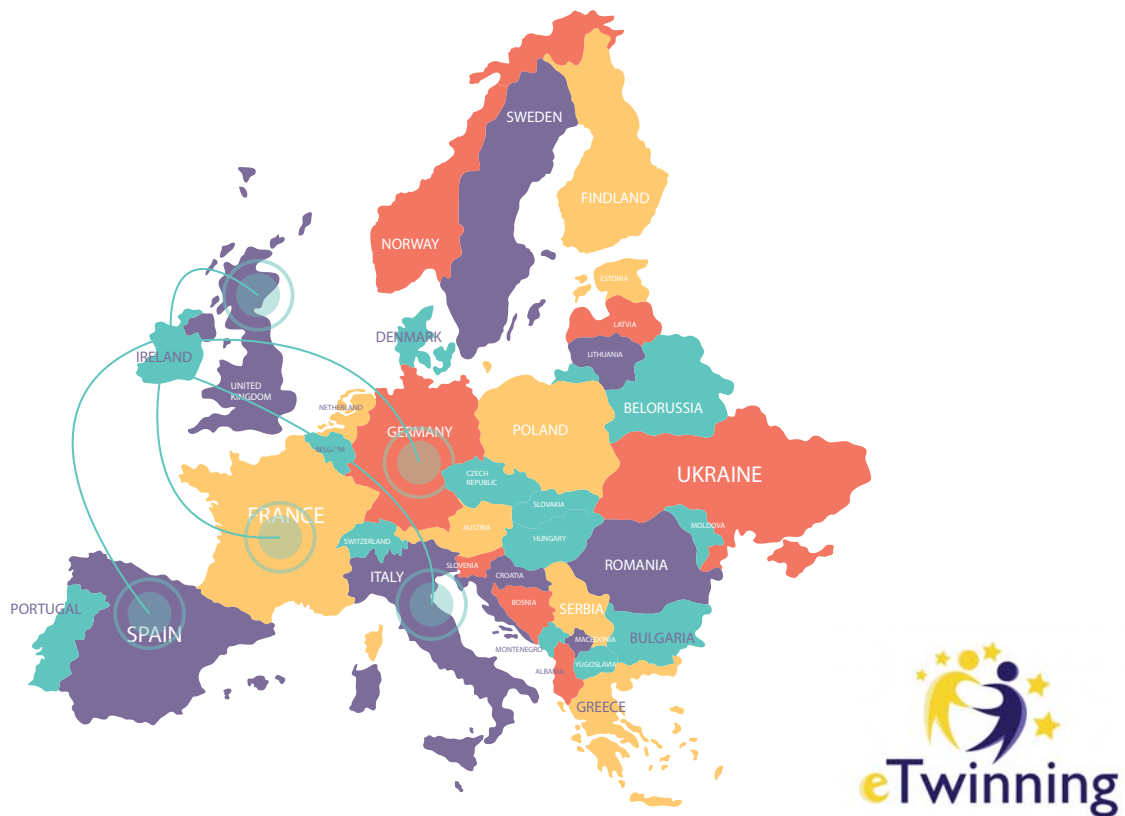 SWEDEN
FINDLAND
NORWAY
ESTONIA
LATVIA
DENMARK
LITHUANIA
IRELAND
UNITED
KINGDOM
NETHERLAND
BELORUSSIA
GERMANY
POLAND
BELGIUM
CZECH
REPUBLIC
UKRAINE
SLOVAKIA
FRANCE
AUSTRIA
MOLDOVA
SWITZERLAND
HUNGARY
SLOVENIA
ROMANIA
ITALY
CROATIA
BOSNIA
SERBIA
PORTUGAL
SPAIN
MACEDONIA
BULGARIA
MONTENEGRO
YUGOSLAVIA
ALBANIA
GREECE
eTwinning